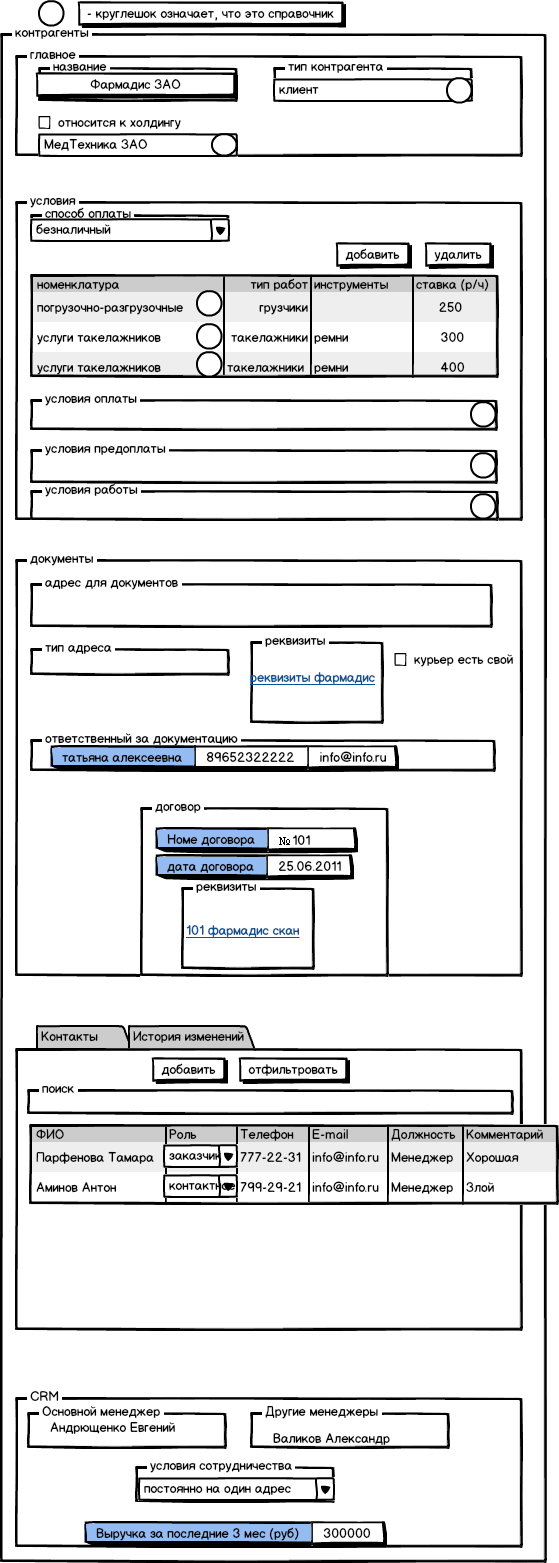 - круглешок означает, что это справочник
контрагенты
главное
название
тип контрагента
Фармадис ЗАО
клиент
относится к холдингу
МедТехника ЗАО
условия
способ оплаты
безналичный
добавить удалить
номенклатура тип работ инструменты ставка (р/ч)
погрузочно-разгрузочные грузчики 250
услуги такелажников такелажники ремни 300
услуги такелажников такелажники ремни 400
условия оплаты
условия предоплаты
условия работы
документы
адрес для документов
тип адреса
реквизиты
курьер есть свой
реквизиты фармадис
ответственный за документацию
татьяна алексеевна 89652322222 info@info.ru
договор
Номе договора №101
дата договора 25.06.2011
реквизиты
101 фармадис скан
Контакты История изменений
добавить отфильтровать
поиск
ФИО Роль Телефон E-mail Должность Комментарий
Парфенова Тамара заказчик 777-22-31 info@info.ru Менеджер Хорошая
Аминов Антон контактное 799-29-21 info@info.ru Менеджер Злой
CRM
Основной менеджер Другие менеджеры
Андрющенко Евгений
Валиков Александр
условия сотрудничества
постоянно на один адрес
Выручка за последние 3 мес (руб) 300000